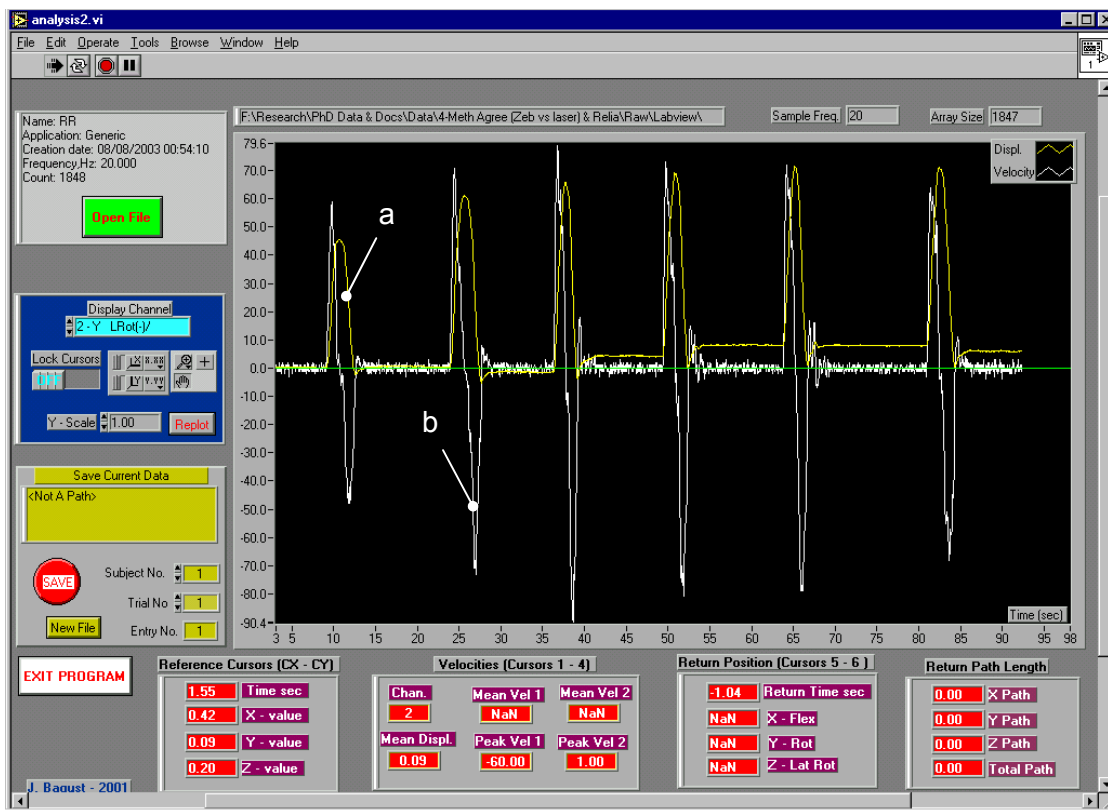 analysis2.vi
File Edit Operate Tools Browse Window Help
1
Name: RR
Application: Generic
Creation date: 08/08/2003 00:54:10
Frequency,Hz: 20.000
Count: 1848
Open File
F:\Research\PhD Data & Docs\Data\4-Meth Agree (Zeb vs laser) & Relia\Raw\Labview\
Sample Freq. 20
Array Size 1847
Displ.
Velocity
79.6
70.0
60.0
50.0
40.0
30.0
20.0
10.0
0.0
-10.0
-20.0
-30.0
-40.0
-50.0
-60.0
-70.0
-80.0
-90.4
a
b
Time (sec)
3 5 10 15 20 25 30 35 40 45 50 55 60 65 70 75 80 85 90 95 98
Display Channel
2 - Y LRot(-)/
Lock Cursors
X X.XX
Y Y.YY
Y - Scale 1.00 Replot
Save Current Data
<Not A Path>
SAVE
Subject No. 1
Trial No 1
New File Entry No. 1
EXIT PROGRAM
J. Bagust - 2001
Reference Cursors (CX - CY)
1.55 Time sec
0.42 X - value
0.09 Y - value
0.20 Z - value
Velocities (Cursors 1 - 4)
Chan. Mean Vel 1 Mean Vel 2
2 NaN NaN
Mean Displ. Peak Vel 1 Peak Vel 2
0.09 -60.00 1.00
Return Position (Cursors 5 - 6 )
-1.04 Return Time sec
NaN X - Flex
NaN Y - Rot
NaN Z - Lat Rot
Return Path Length
0.00 X Path
0.00 Y Path
0.00 Z Path
0.00 Total Path